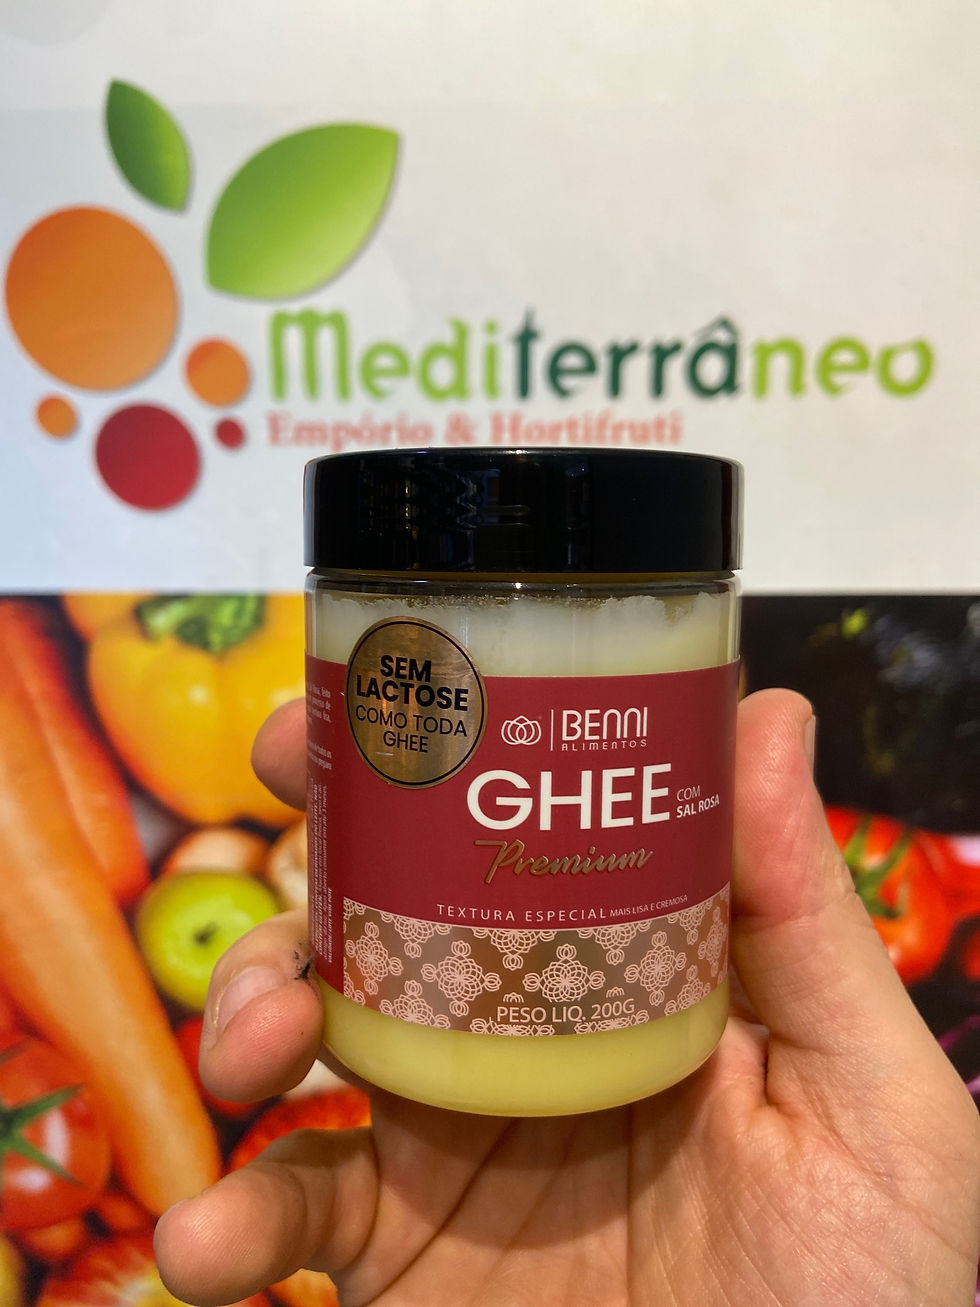 Mediterrâneo
Empório & Hortifruti
SEM
LACTOSE
COMO TODA
GHEE
BENNI
ALIMENTOS
GHEE
COM
SAL ROSA
Premium
TEXTURA ESPECIAL MAIS LISA E CREMOSA
PESO LIQ. 200G